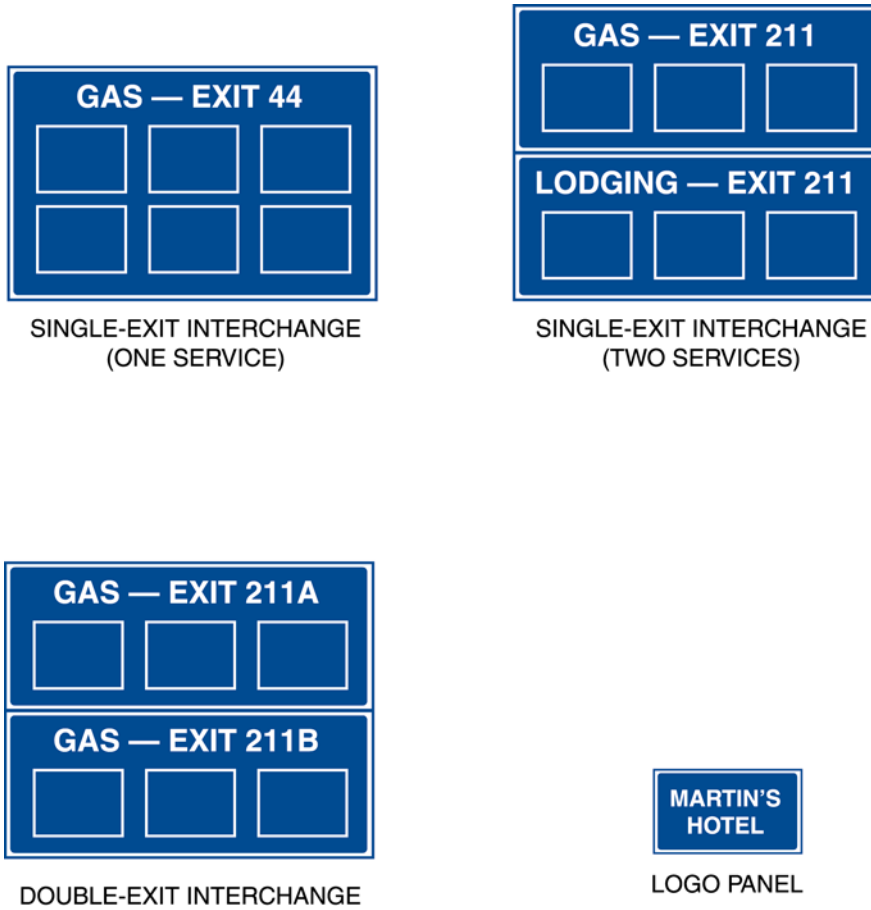 GAS — EXIT 44
SINGLE-EXIT INTERCHANGE
(ONE SERVICE)
GAS — EXIT 211
LODGING — EXIT 211
SINGLE-EXIT INTERCHANGE
(TWO SERVICES)
GAS — EXIT 211A
GAS — EXIT 211B
DOUBLE-EXIT INTERCHANGE
MARTIN'S
HOTEL
LOGO PANEL